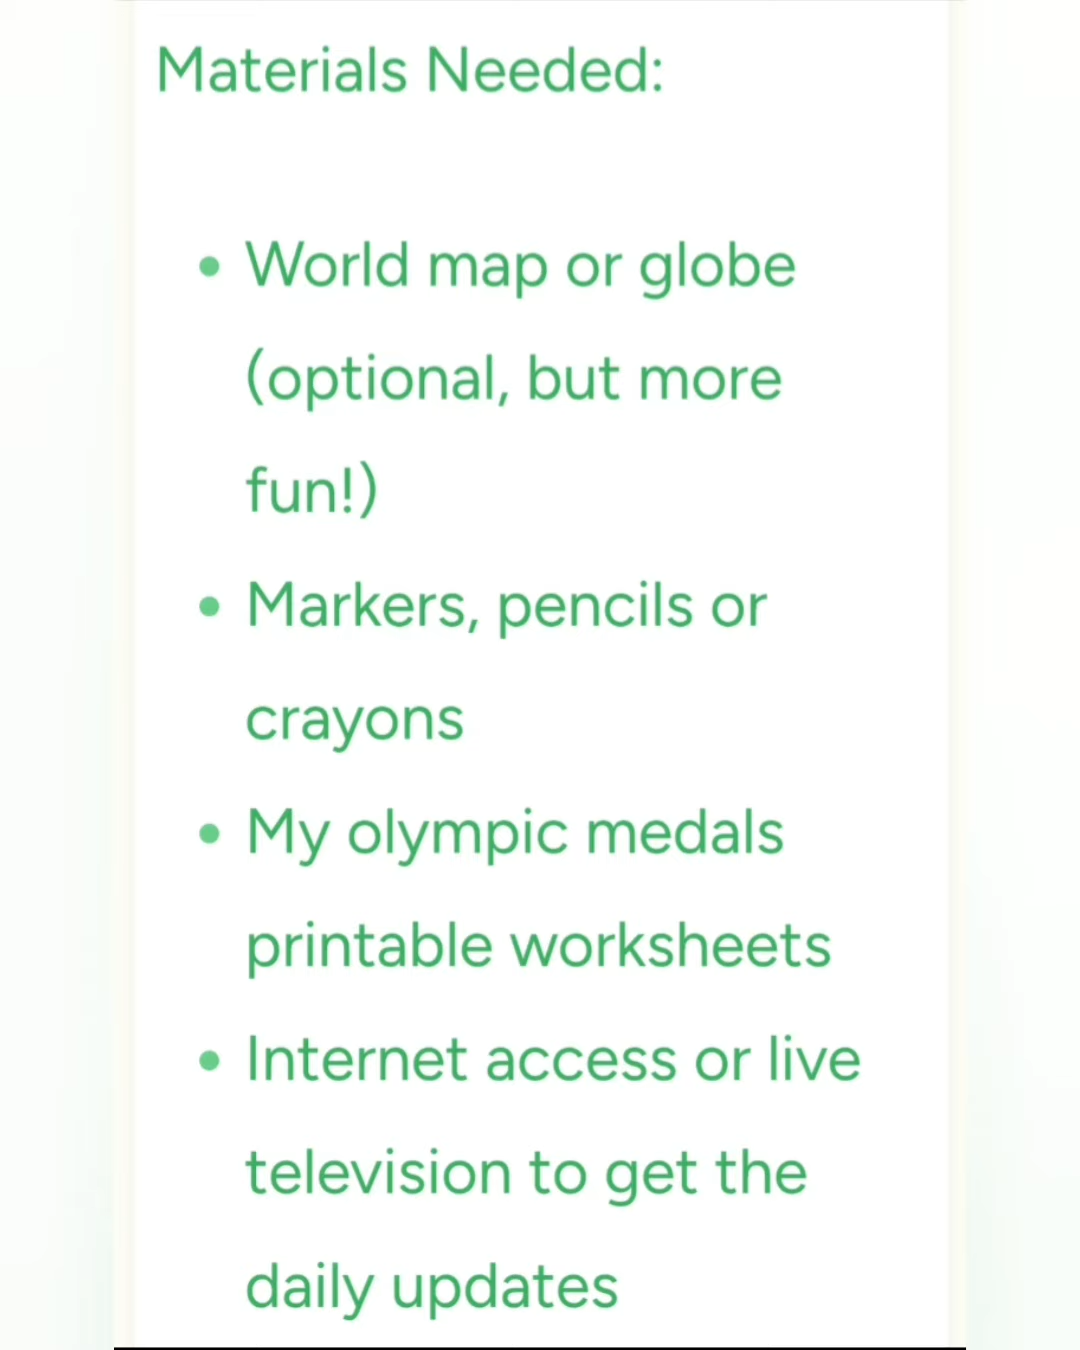 Materials Needed:
• World map or globe
(optional, but more
fun!)
• Markers, pencils or
crayons
• My olympic medals
printable worksheets
• Internet access or live
television to get the
daily updates